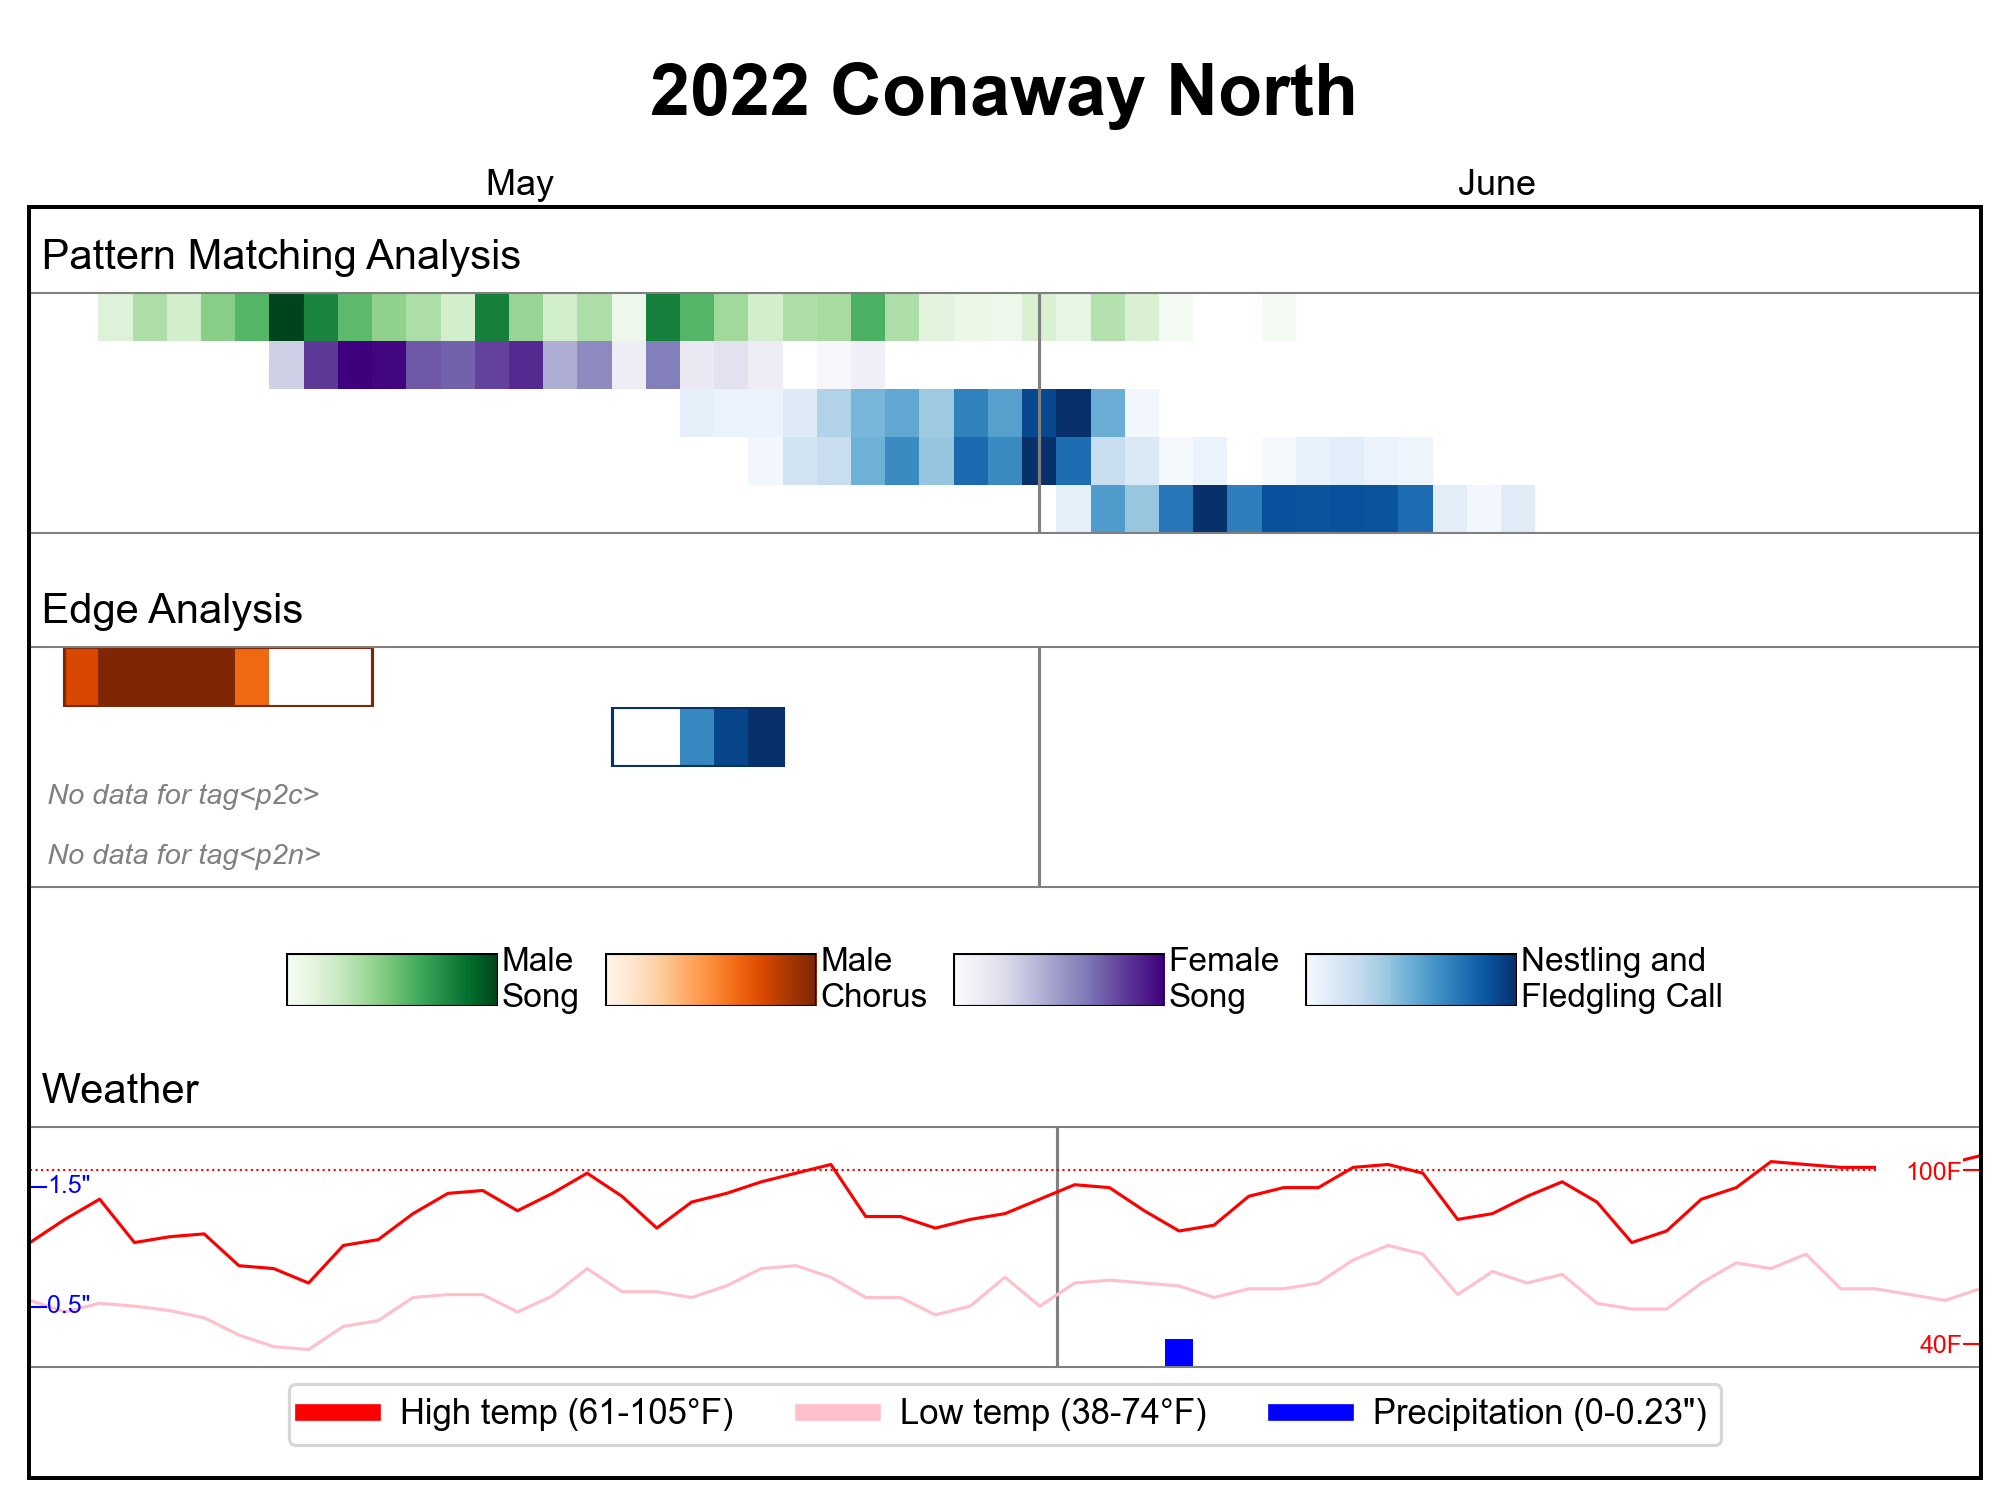 2022 Conaway North
May June
Pattern Matching Analysis
Edge Analysis
No data for tag<p2c>
No data for tag<p2n>
Male Song
Male Chorus
Female Song
Nestling and Fledgling Call
Weather
1.5"
100F
0.5"
40F
High temp (61-105°F) Low temp (38-74°F) Precipitation (0-0.23")